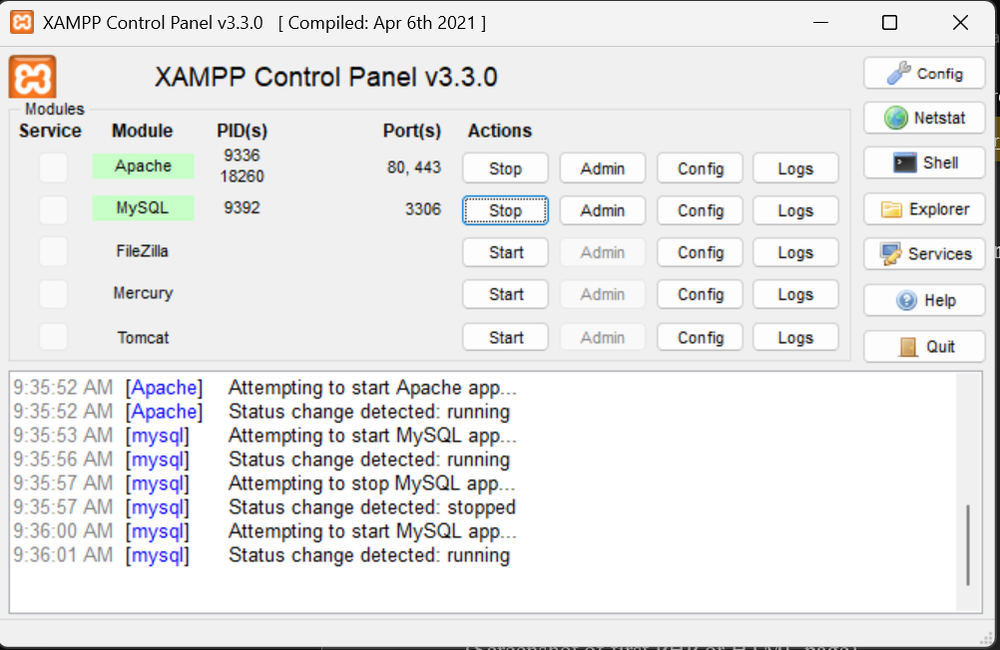 XAMPP Control Panel v3.3.0 [ Compiled: Apr 6th 2021 ]
XAMPP Control Panel v3.3.0
Config
Modules
Service Module PID(s) Port(s) Actions
Netstat
Apache 9336 18260 80, 443 Stop Admin Config Logs
Shell
MySQL 9392 3306 Stop Admin Config Logs
Explorer
FileZilla Start Admin Config Logs
Services
Mercury Start Admin Config Logs
Help
Tomcat Start Admin Config Logs
Quit
9:35:52 AM [Apache] Attempting to start Apache app...
9:35:52 AM [Apache] Status change detected: running
9:35:53 AM [mysql] Attempting to start MySQL app...
9:35:56 AM [mysql] Status change detected: running
9:35:57 AM [mysql] Attempting to stop MySQL app...
9:35:57 AM [mysql] Status change detected: stopped
9:36:00 AM [mysql] Attempting to start MySQL app...
9:36:01 AM [mysql] Status change detected: running